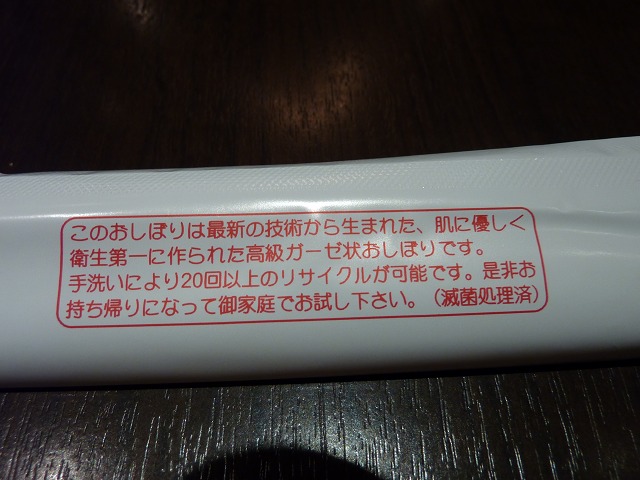 このおしぼりは最新の技術から生まれた、肌に優しく
衛生第一に作られた高級ガーゼ状おしぼりです。
手洗いにより20回以上のリサイクルが可能です。是非お
持ち帰りになって御家庭でお試し下さい。（滅菌処理済）